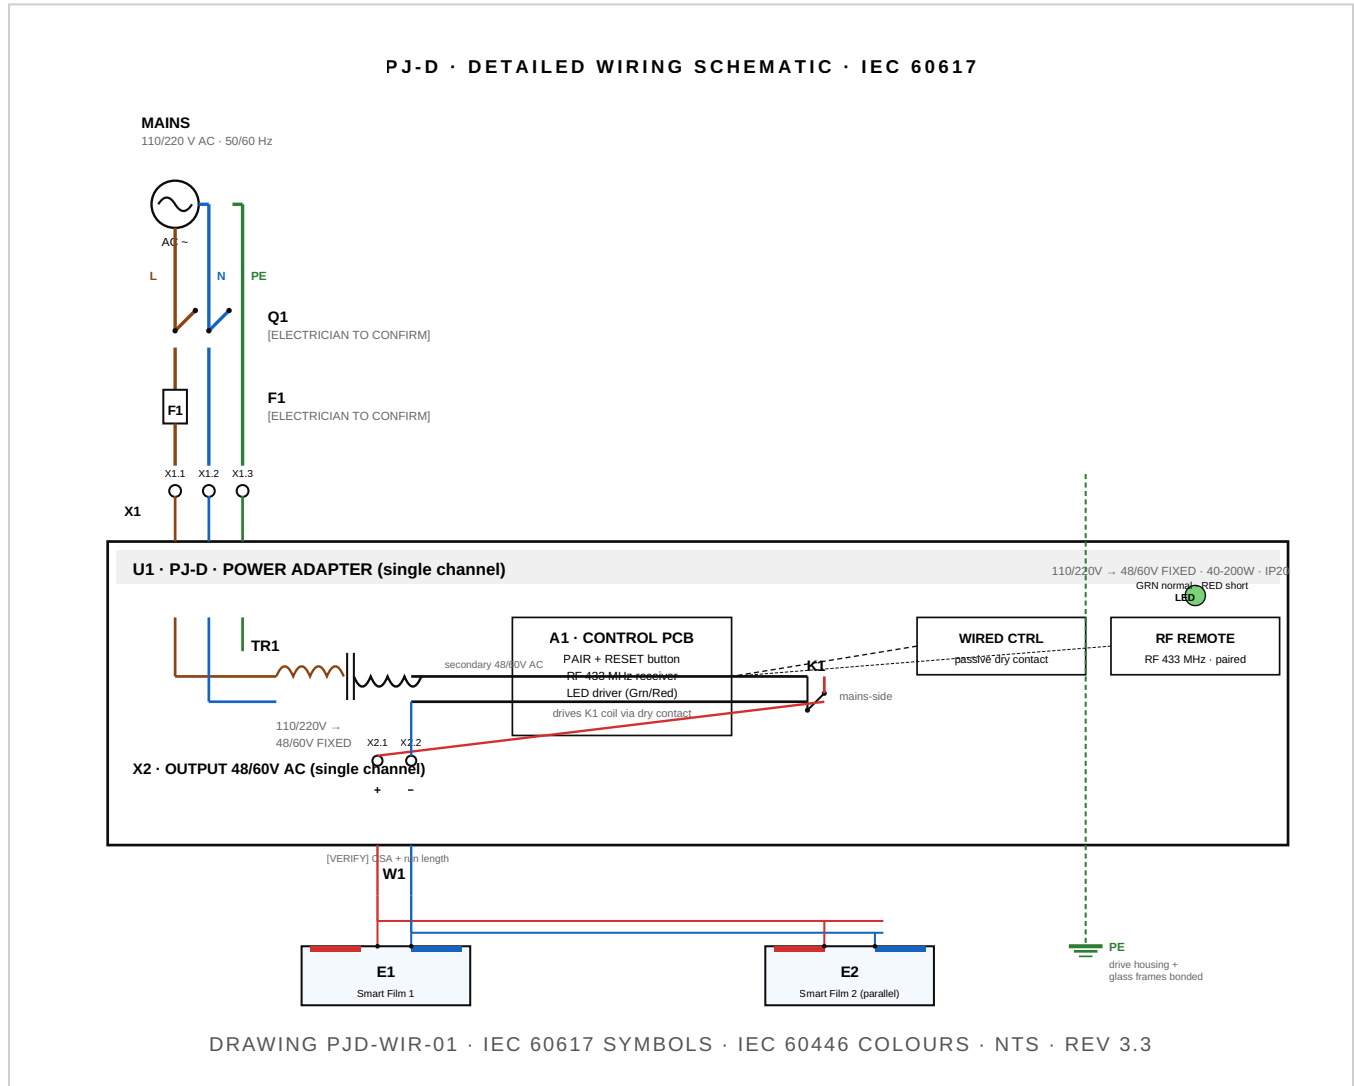 PJ-D · DETAILED WIRING SCHEMATIC · IEC 60617
MAINS
110/220 V AC · 50/60 Hz
AC ~
L
N
PE
Q1
[ELECTRICIAN TO CONFIRM]
F1
F1
[ELECTRICIAN TO CONFIRM]
X1.1
X1.2
X1.3
X1
U1 · PJ-D · POWER ADAPTER (single channel)
110/220V → 48/60V FIXED · 40-200W · IP20
GRN normal · RED short
LED
TR1
secondary 48/60V AC
A1 · CONTROL PCB
PAIR + RESET button
RF 433 MHz receiver
LED driver (Grn/Red)
drives K1 coil via dry contact
K1
mains-side
WIRED CTRL
passive dry contact
RF REMOTE
RF 433 MHz · paired
110/220V →
48/60V FIXED
X2.1
X2.2
X2 · OUTPUT 48/60V AC (single channel)
+
−
[VERIFY] CSA + run length
W1
E1
Smart Film 1
E2
Smart Film 2 (parallel)
PE
drive housing +
glass frames bonded
DRAWING PJD-WIR-01 · IEC 60617 SYMBOLS · IEC 60446 COLOURS · NTS · REV 3.3